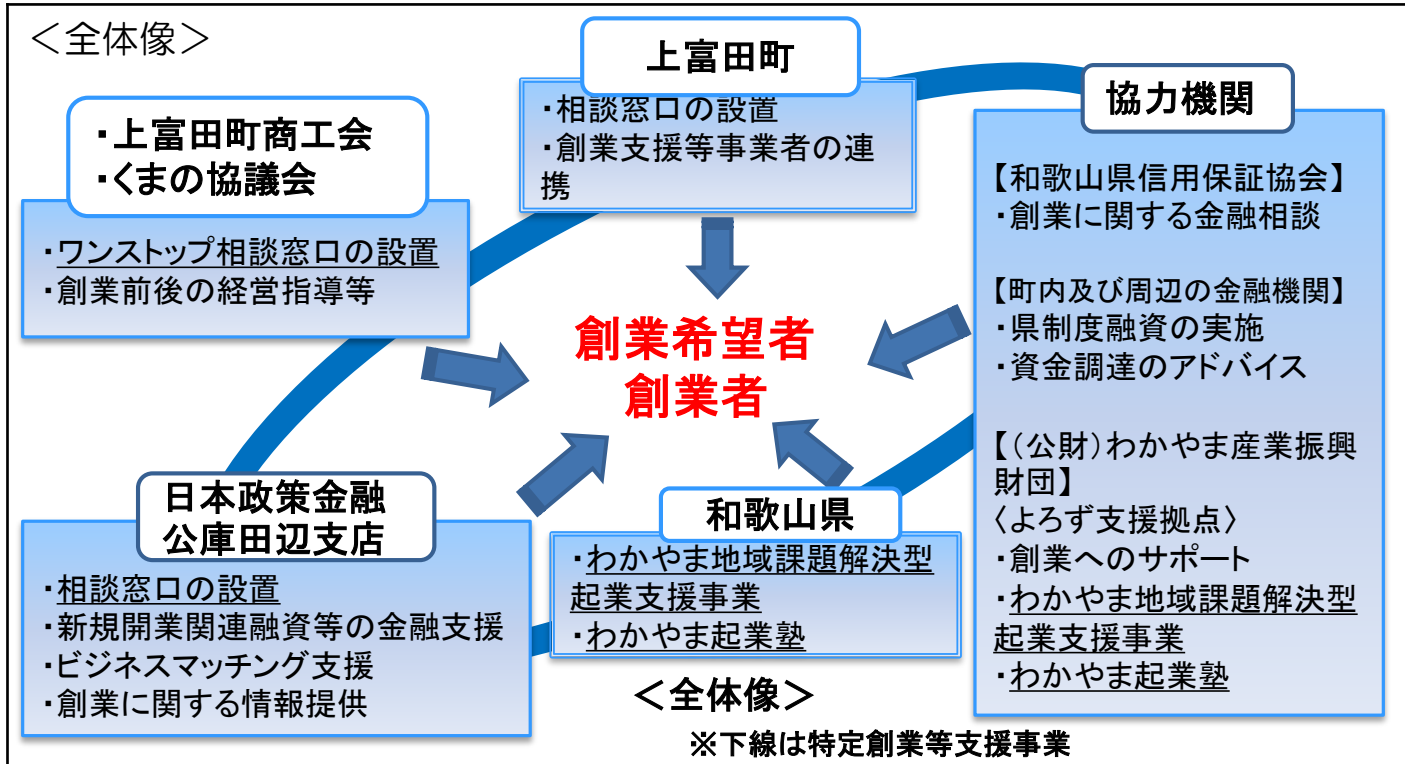 ＜全体像＞
上富田町
・相談窓口の設置
・創業支援等事業者の連
携
・上富田町商工会
・くまの協議会
・ワンストップ相談窓口の設置
・創業前後の経営指導等
協力機関
【和歌山県信用保証協会】
・創業に関する金融相談
【町内及び周辺の金融機関】
・県制度融資の実施
・資金調達のアドバイス
【(公財)わかやま産業振興
財団】
〈よろず支援拠点〉
・創業へのサポート
・わかやま地域課題解決型
起業支援事業
・わかやま起業塾
創業希望者
創業者
日本政策金融
公庫田辺支店
・相談窓口の設置
・新規開業関連融資等の金融支援
・ビジネスマッチング支援
・創業に関する情報提供
和歌山県
・わかやま地域課題解決型
起業支援事業
・わかやま起業塾
＜全体像＞
※下線は特定創業等支援事業